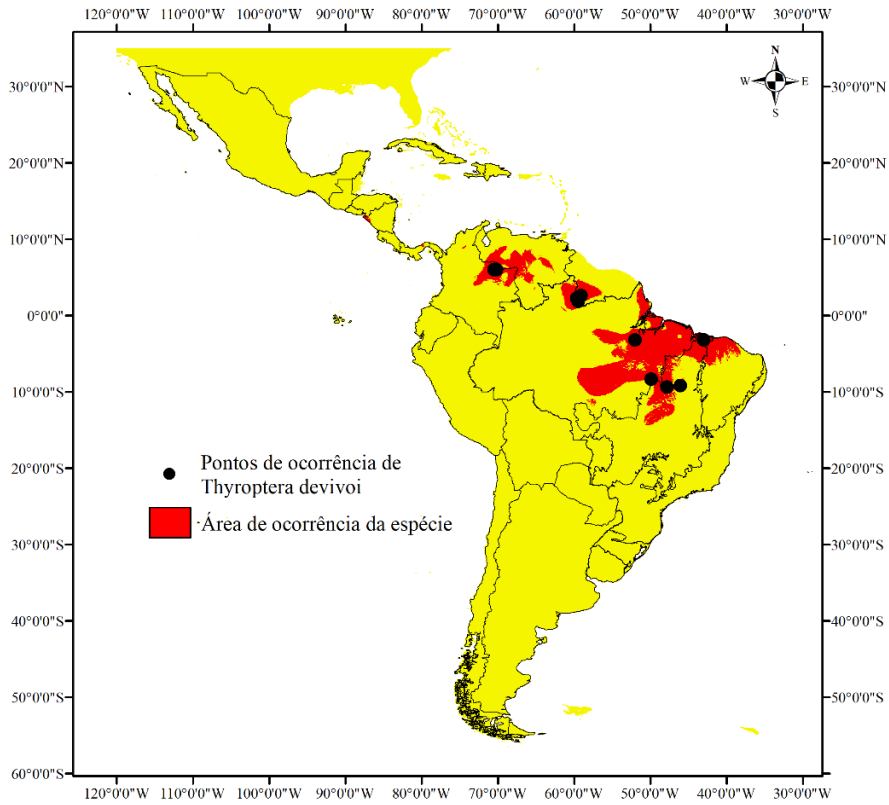 120°0'0"W 110°0'0"W 100°0'0"W 90°0'0"W 80°0'0"W 70°0'0"W 60°0'0"W 50°0'0"W 40°0'0"W 30°0'0"W
N
W E
S
30°0'0"N 30°0'0"N
20°0'0"N 20°0'0"N
10°0'0"N 10°0'0"N
0°0'0" 0°0'0"
10°0'0"S 10°0'0"S
20°0'0"S 20°0'0"S
Pontos de ocorrência de
Thyroptera devivoi
Área de ocorrência da espécie
30°0'0"S 30°0'0"S
40°0'0"S 40°0'0"S
50°0'0"S 50°0'0"S
60°0'0"S 60°0'0"S
120°0'0"W 110°0'0"W 100°0'0"W 90°0'0"W 80°0'0"W 70°0'0"W 60°0'0"W 50°0'0"W 40°0'0"W 30°0'0"W